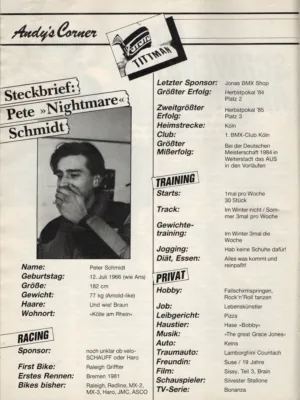 Andy's Corner
Ferrara
TITTMAN
Steckbrief:
Pete »Nightmare«
Schmidt
Name: Peter Schmidt
Geburtstag: 12. Juli 1966 (wie Aris)
Größe: 182 cm
Gewicht: 77 kg (Arnold-like)
Haare: Und wie! Braun
Wohnort: »Köln am Rhein«
RACING
Sponsor: noch unklar ob velo-
SCHAUFF oder Haro
First Bike: Raleigh Griffter
Erstes Rennen: Bremen 1981
Bikes bisher: Raleigh, Redline, MX-2,
MX-3, Haro, JMC, ASCO
Letzter Sponsor: Jonas BMX Shop
Größter Erfolg: Herbstpokal '84
Platz 2
Zweitgrößter Herbstpokal '85
Erfolg: Platz 3
Heimstrecke: Köln
Club: 1. BMX-Club Köln
Größter Bei der Deutschen
Mißerfolg: Meisterschaft 1984 in
Weiterstadt das AUS
in den Vorläufen
TRAINING
Starts: 1mal pro Woche
30 Stück
Track: Im Winter nicht / Som-
mer 3mal pro Woche
Gewichte-
training: Im Winter 3mal die
Woche
Jogging: Hab keine Schuhe dafür!
Diät, Essen: Alles was kommt und
reinpaßt!
PRIVAT
Hobby: Fallschirmspringen,
Rock'n'Roll tanzen
Job: Lebenskünstler
Leibgericht: Pizza
Haustier: Hase »Bobby«
Musik: »The great Grace Jones«
Auto: Keins
Traumauto: Lamborghini Countach
Freundin: Suse / 19 Jahre
Film: Sissy, Teil 3, Brain
Schauspieler: Silvester Stallone
TV-Serie: Bonanza